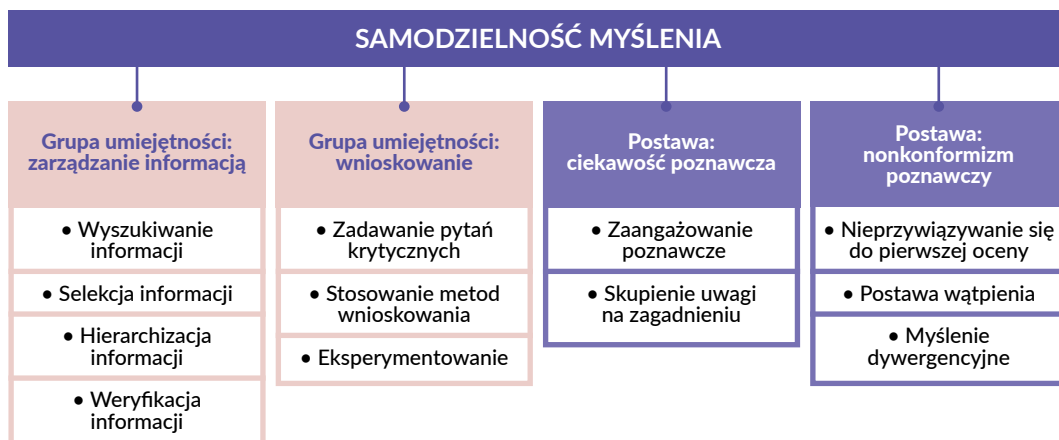 SAMODZIELNOŚĆ MYŚLENIA
Grupa umiejętności:
zarządzanie informacją
• Wyszukiwanie
informacji
• Selekcja informacji
• Hierarchizacja
informacji
• Weryfikacja
informacji
Grupa umiejętności:
wnioskowanie
• Zadawanie pytań
krytycznych
• Stosowanie metod
wnioskowania
• Eksperymentowanie
Postawa:
ciekawość poznawcza
• Zaangażowanie
poznawcze
• Skupienie uwagi
na zagadnieniu
Postawa:
nonkonformizm
poznawczy
• Nieprzywiązywanie się
do pierwszej oceny
• Postawa wątpienia
• Myślenie
dywergencyjne